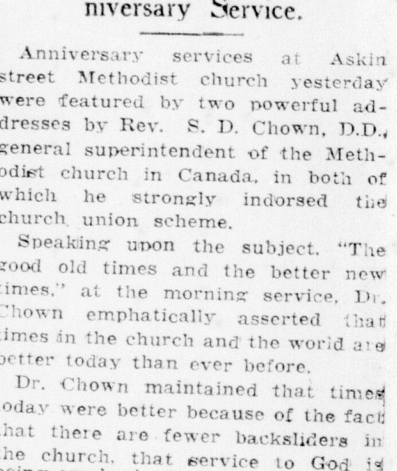 niversary Service.
Anniversary services at Askin
street Methodist church yesterday
were featured by two powerful ad-
dresses by Rev. S. D. Chown, D.D.,
general superintendent of the Meth-
odist church in Canada, in both of
which he strongly indorsed the
church union scheme.
Speaking upon the subject, "The
good old times and the better new
times," at the morning service, Dr.
Chown emphatically asserted that
times in the church and the world are
better today than ever before.
Dr. Chown maintained that times
today were better because of the fact
that there are fewer backsliders in
the church, that service to God is